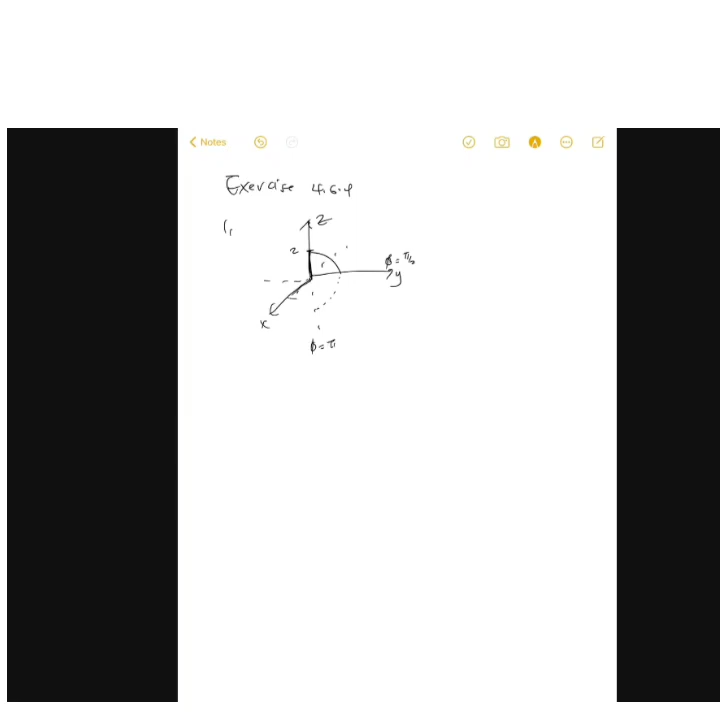 Notes
Exercise 4.6.4
1,
z
2
r
φ = π/2
y
x
φ = π